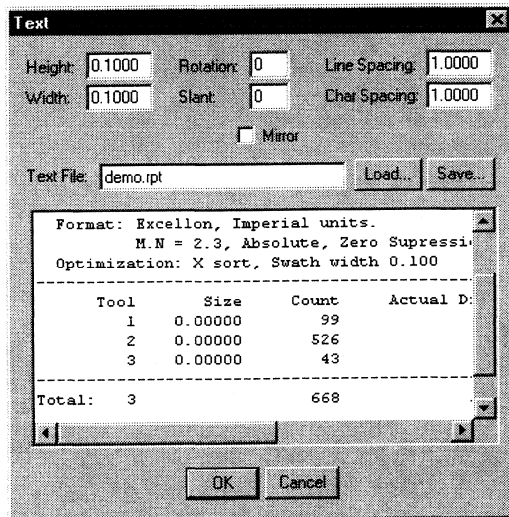 Text
Height: 0.1000 Rotation: 0 Line Spacing: 1.0000
Width: 0.1000 Slant: 0 Char Spacing: 1.0000
Mirror
Text File: demo.rpt Load... Save...
Format: Excellon, Imperial units.
M.N = 2.3, Absolute, Zero Supressi
Optimization: X sort, Swath width 0.100
Tool Size Count Actual D
1 0.00000 99
2 0.00000 526
3 0.00000 43
Total: 3 668
OK Cancel